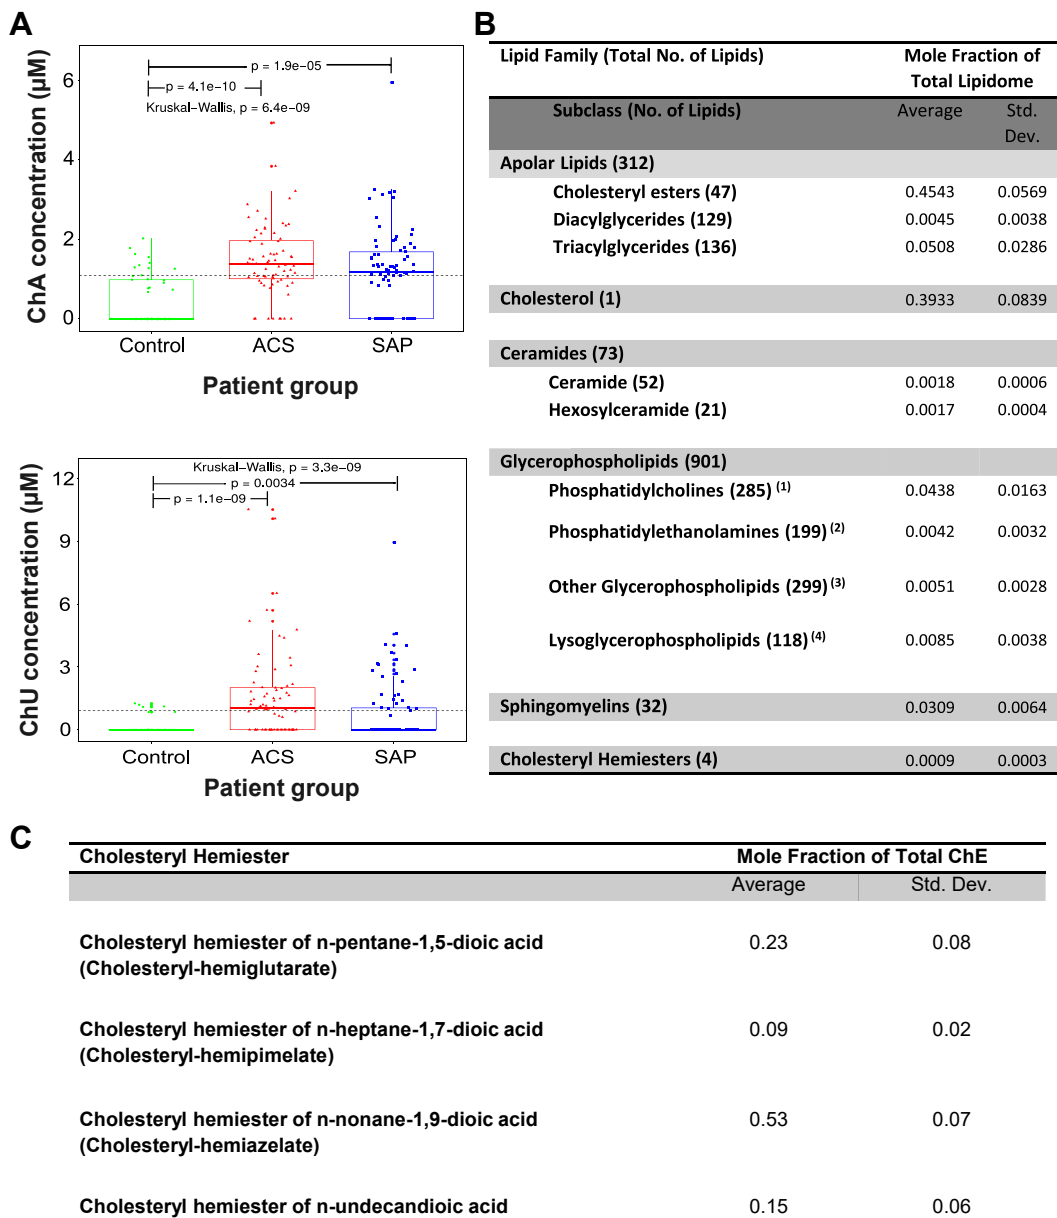 A
ChA concentration (µM)
6
4
2
0
p = 1.9e−05
p = 4.1e−10
Kruskal−Wallis, p = 6.4e−09
Control ACS SAP
Patient group
ChU concentration (µM)
12
9
6
3
0
Kruskal−Wallis, p = 3.3e−09
p = 0.0034
p = 1.1e−09
Control ACS SAP
Patient group
B
Lipid Family (Total No. of Lipids) Mole Fraction of
Total Lipidome
Subclass (No. of Lipids) Average Std.
Dev.
Apolar Lipids (312)
Cholesteryl esters (47) 0.4543 0.0569
Diacylglycerides (129) 0.0045 0.0038
Triacylglycerides (136) 0.0508 0.0286
Cholesterol (1) 0.3933 0.0839
Ceramides (73)
Ceramide (52) 0.0018 0.0006
Hexosylceramide (21) 0.0017 0.0004
Glycerophospholipids (901)
Phosphatidylcholines (285) (1) 0.0438 0.0163
Phosphatidylethanolamines (199) (2) 0.0042 0.0032
Other Glycerophospholipids (299) (3) 0.0051 0.0028
Lysoglycerophospholipids (118) (4) 0.0085 0.0038
Sphingomyelins (32) 0.0309 0.0064
Cholesteryl Hemiesters (4) 0.0009 0.0003
C
Cholesteryl Hemiester Mole Fraction of Total ChE
Average Std. Dev.
Cholesteryl hemiester of n-pentane-1,5-dioic acid 0.23 0.08
(Cholesteryl-hemiglutarate)
Cholesteryl hemiester of n-heptane-1,7-dioic acid 0.09 0.02
(Cholesteryl-hemipimelate)
Cholesteryl hemiester of n-nonane-1,9-dioic acid 0.53 0.07
(Cholesteryl-hemiazelate)
Cholesteryl hemiester of n-undecandioic acid 0.15 0.06